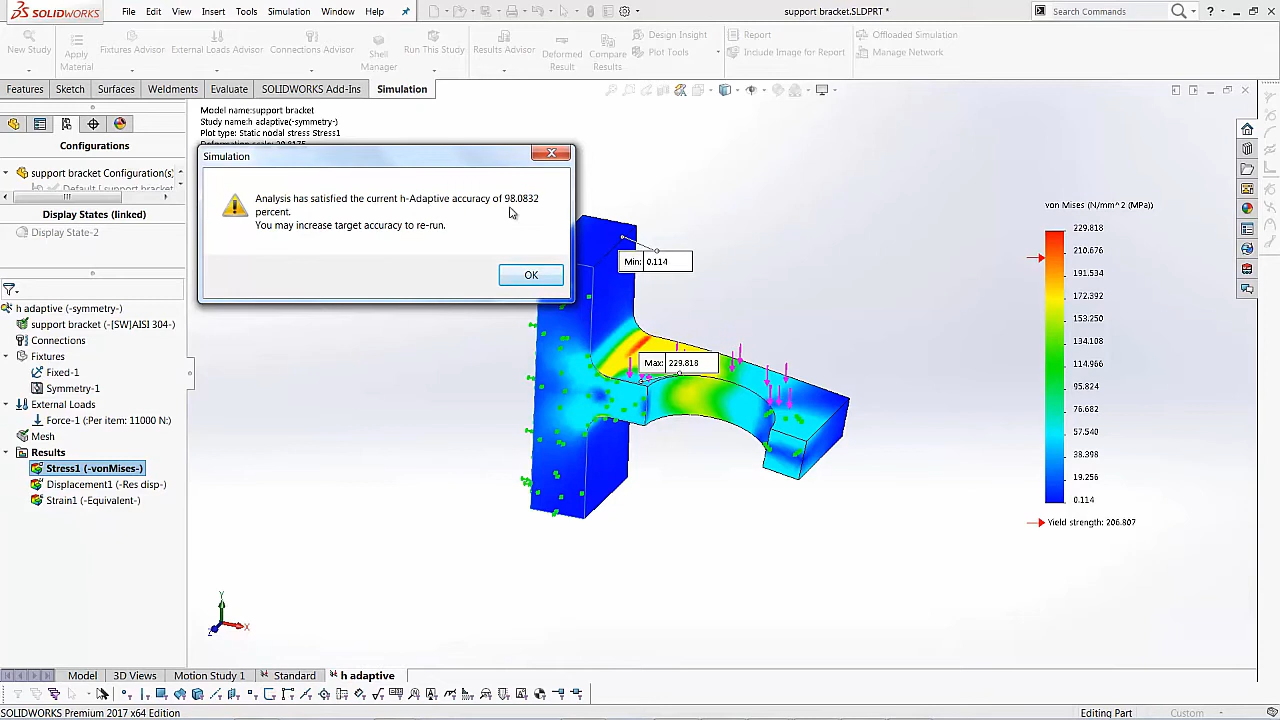 SOLIDWORKS
File Edit View Insert Tools Simulation Window Help
support bracket.SLDPRT *
Search Commands
New Study
Apply Material
Fixtures Advisor
External Loads Advisor
Connections Advisor
Shell Manager
Run This Study
Results Advisor
Deformed Result
Compare Results
Design Insight
Plot Tools
Report
Include Image for Report
Offloaded Simulation
Manage Network
Features Sketch Surfaces Weldments Evaluate SOLIDWORKS Add-Ins Simulation
Configurations
support bracket Configuration(s)
Default [ support bracket
Display States (linked)
Display State-2
h adaptive (-symmetry-)
support bracket (-[SW]AISI 304-)
Connections
Fixtures
Fixed-1
Symmetry-1
External Loads
Force-1 (:Per item: 11000 N:)
Mesh
Results
Stress1 (-vonMises-)
Displacement1 (-Res disp-)
Strain1 (-Equivalent-)
Model name:support bracket
Study name:h adaptive(-symmetry-)
Plot type: Static nodal stress Stress1
Simulation
Analysis has satisfied the current h-Adaptive accuracy of 98.0832
percent.
You may increase target accuracy to re-run.
OK
Min: 0.114
Max: 229.818
von Mises (N/mm^2 (MPa))
229.818
210.676
191.534
172.392
153.250
134.108
114.966
95.824
76.682
57.540
38.398
19.256
0.114
Yield strength: 206.807
Y
X
Z
Model 3D Views Motion Study 1 Standard h adaptive
SOLIDWORKS Premium 2017 x64 Edition
Editing Part
Custom